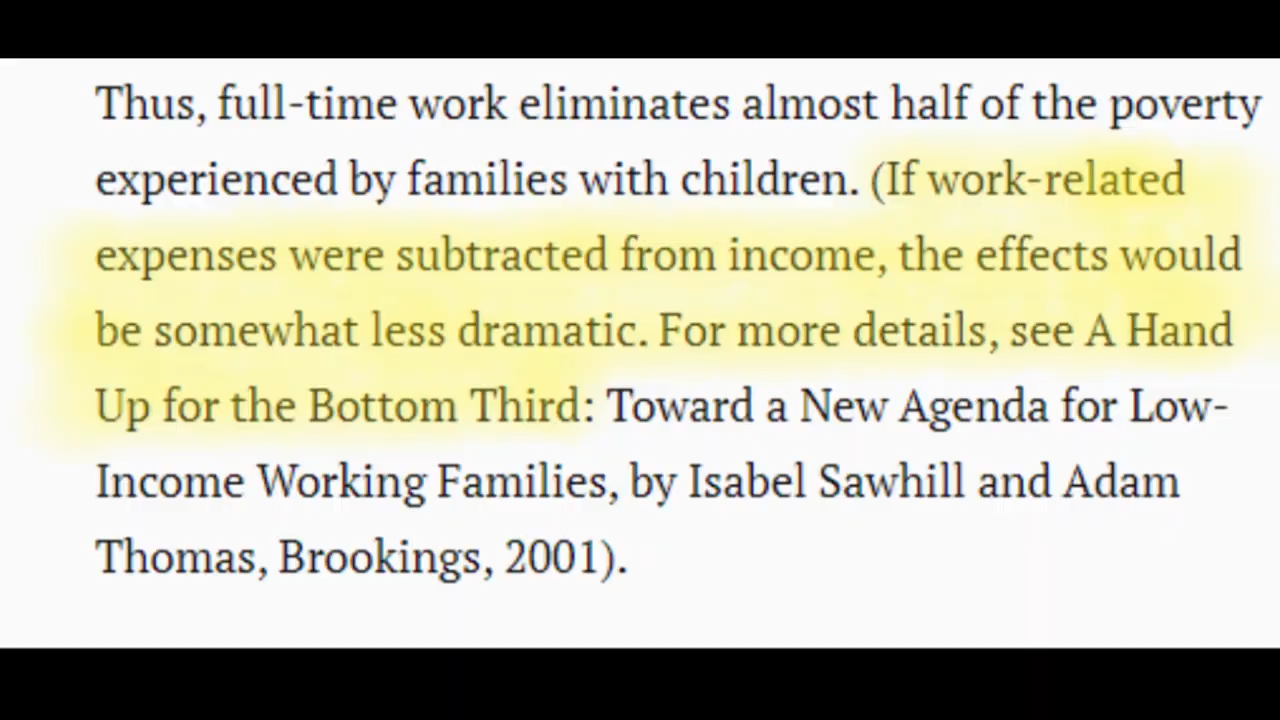 Thus, full-time work eliminates almost half of the poverty
experienced by families with children. (If work-related
expenses were subtracted from income, the effects would
be somewhat less dramatic. For more details, see A Hand
Up for the Bottom Third: Toward a New Agenda for Low-
Income Working Families, by Isabel Sawhill and Adam
Thomas, Brookings, 2001).